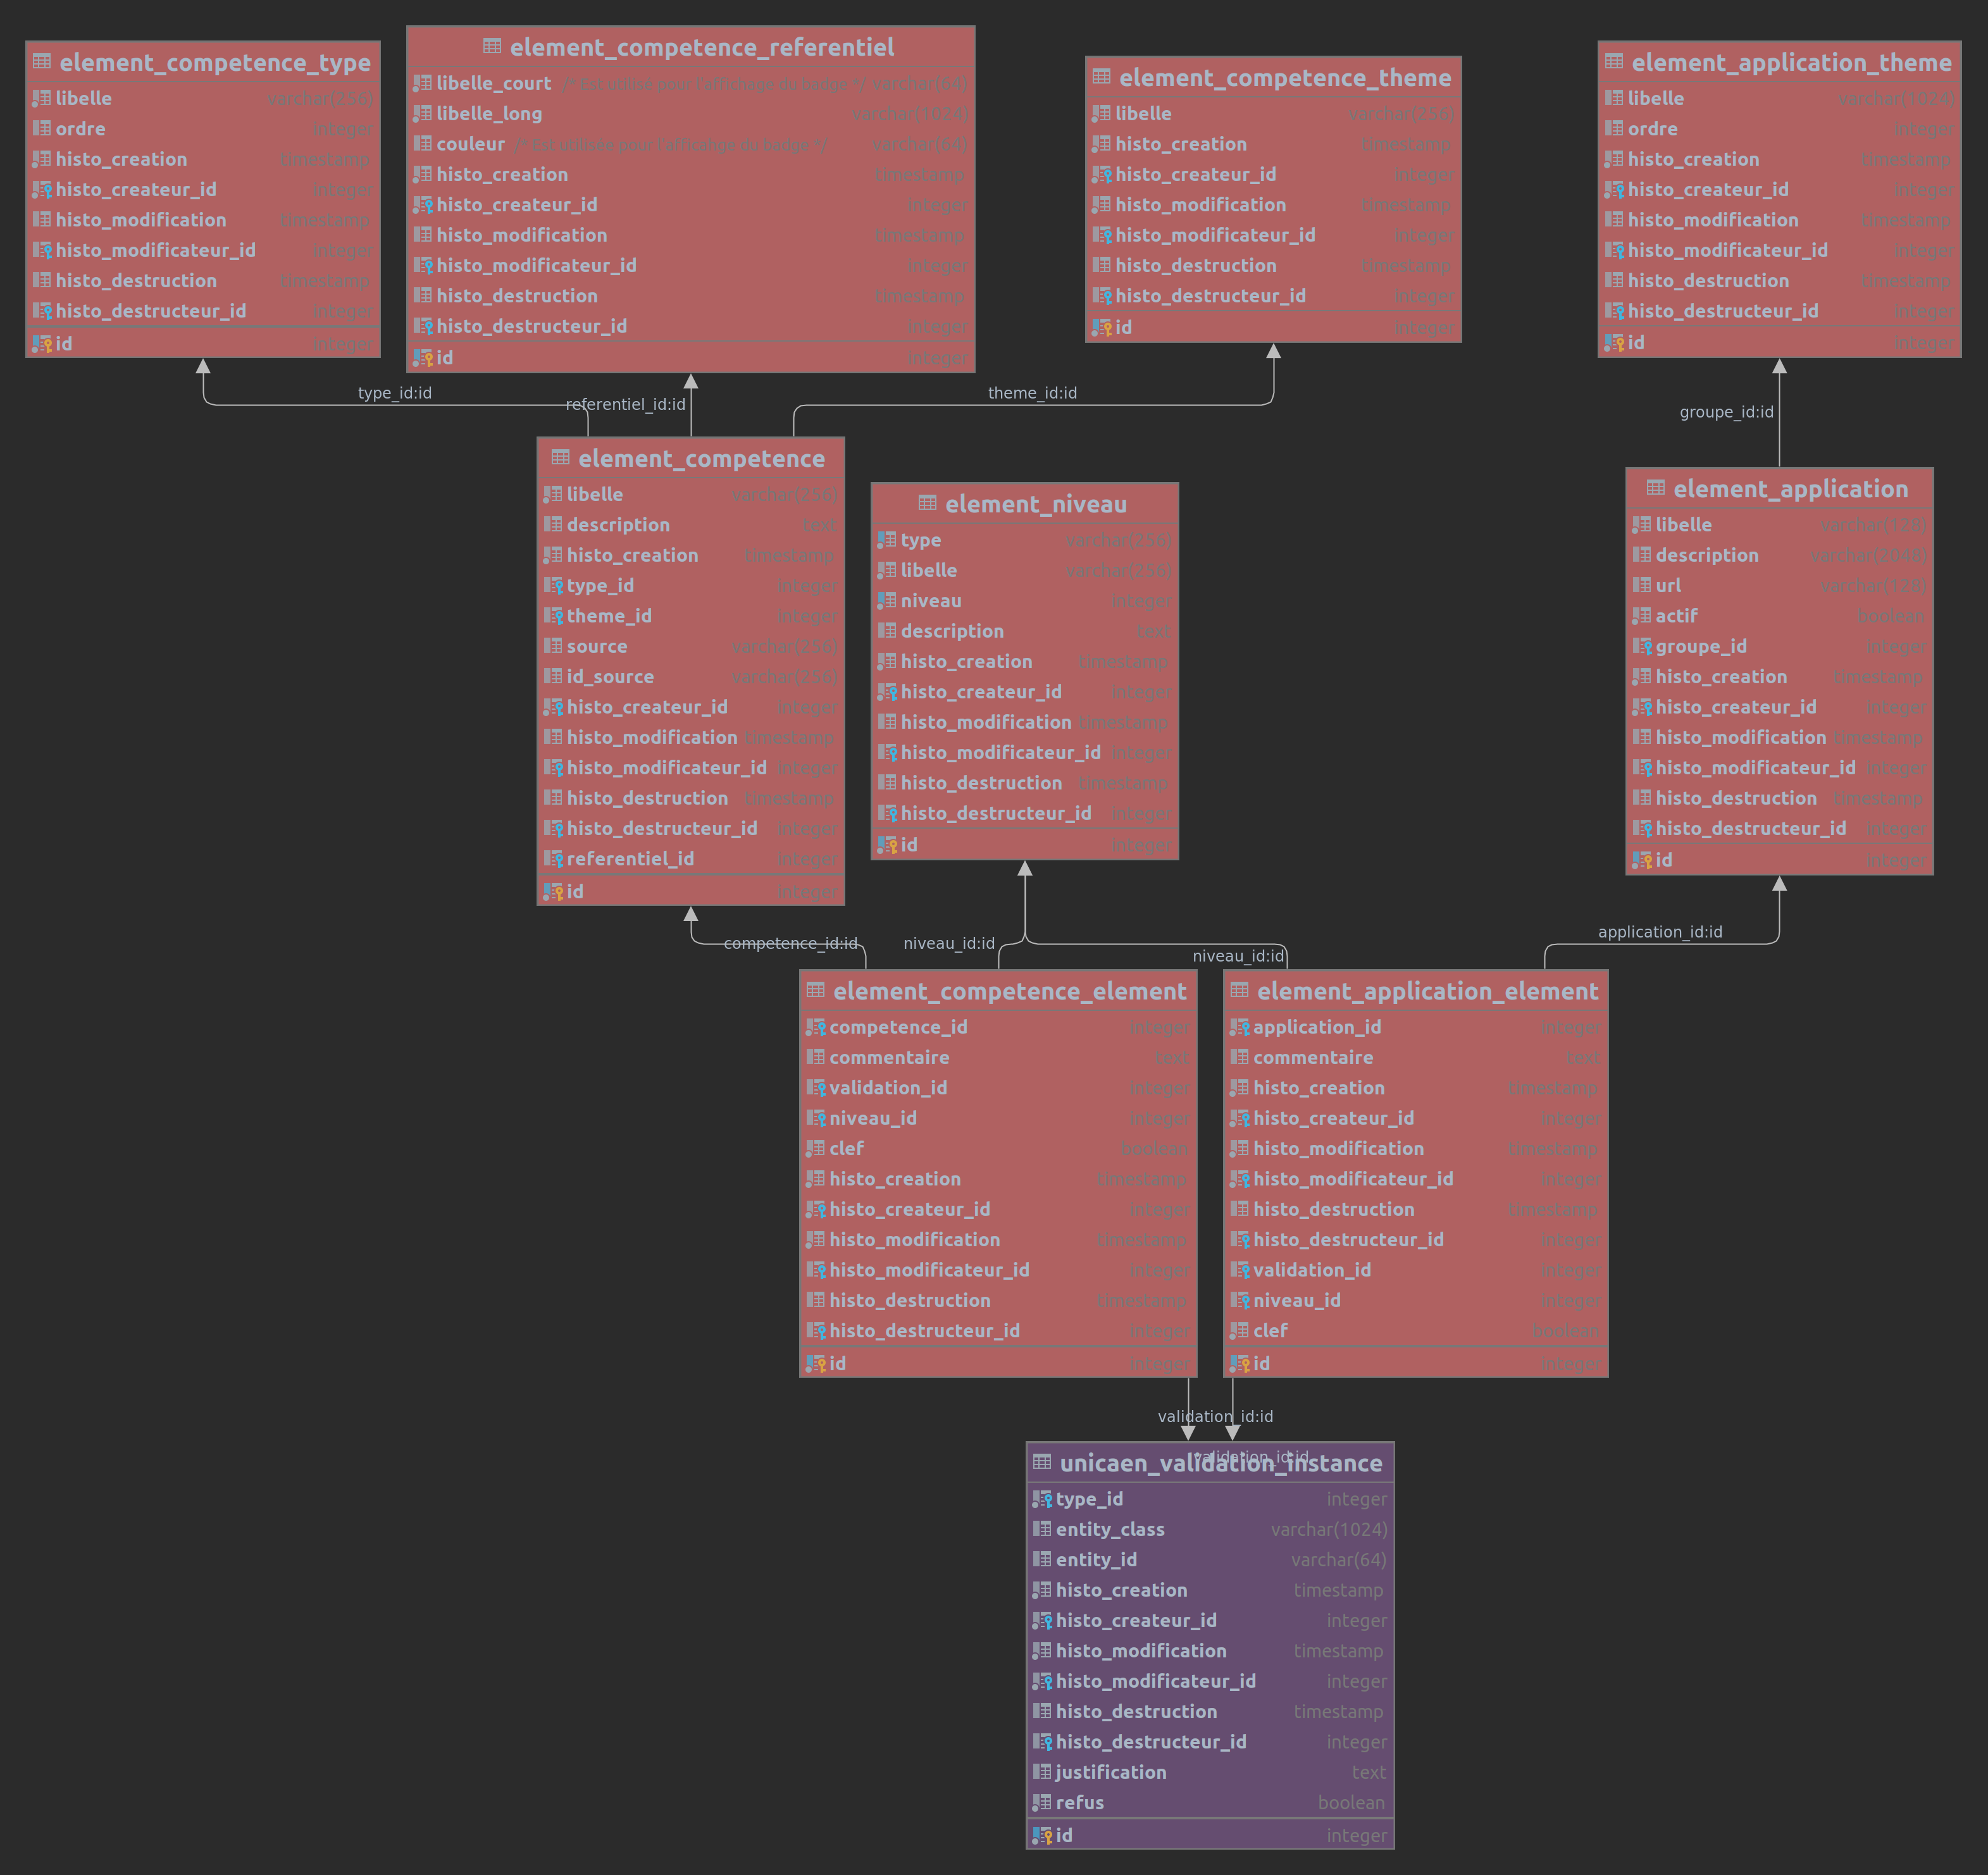 element_competence_type
libelle varchar(256)
ordre integer
histo_creation timestamp
histo_createur_id integer
histo_modification timestamp
histo_modificateur_id integer
histo_destruction timestamp
histo_destructeur_id integer
id integer
element_competence_referentiel
libelle_court /* Est utilisé pour l'affichage du badge */ varchar(64)
libelle_long varchar(1024)
couleur /* est utilisée pour l'affichage du badge */ varchar(64)
histo_creation timestamp
histo_createur_id integer
histo_modification timestamp
histo_modificateur_id integer
histo_destruction timestamp
histo_destructeur_id integer
id integer
element_competence_theme
libelle varchar(256)
histo_creation timestamp
histo_createur_id integer
histo_modification timestamp
histo_modificateur_id integer
histo_destruction timestamp
histo_destructeur_id integer
id integer
element_application_theme
libelle varchar(1024)
ordre integer
histo_creation timestamp
histo_createur_id integer
histo_modification timestamp
histo_modificateur_id integer
histo_destruction timestamp
histo_destructeur_id integer
id integer
type_id:id
referentiel_id:id
theme_id:id
groupe_id:id
element_competence
libelle varchar(256)
description text
histo_creation timestamp
type_id integer
theme_id integer
source varchar(256)
id_source varchar(256)
histo_createur_id integer
histo_modification timestamp
histo_modificateur_id integer
histo_destruction timestamp
histo_destructeur_id integer
referentiel_id integer
id integer
element_niveau
type varchar(256)
libelle varchar(256)
niveau integer
description text
histo_creation timestamp
histo_createur_id integer
histo_modification timestamp
histo_modificateur_id integer
histo_destruction timestamp
histo_destructeur_id integer
id integer
element_application
libelle varchar(128)
description varchar(2048)
url varchar(128)
actif boolean
groupe_id integer
histo_creation timestamp
histo_createur_id integer
histo_modification timestamp
histo_modificateur_id integer
histo_destruction timestamp
histo_destructeur_id integer
id integer
competence_id:id
niveau_id:id
niveau_id:id
application_id:id
element_competence_element
competence_id integer
commentaire text
validation_id integer
niveau_id integer
clef boolean
histo_creation timestamp
histo_createur_id integer
histo_modification timestamp
histo_modificateur_id integer
histo_destruction timestamp
histo_destructeur_id integer
id integer
element_application_element
application_id integer
commentaire text
histo_creation timestamp
histo_createur_id integer
histo_modification timestamp
histo_modificateur_id integer
histo_destruction timestamp
histo_destructeur_id integer
validation_id integer
niveau_id integer
clef boolean
id integer
validation_id:id
validation_id:id
unicaen_validation_instance
type_id integer
entity_class varchar(1024)
entity_id varchar(64)
histo_creation timestamp
histo_createur_id integer
histo_modification timestamp
histo_modificateur_id integer
histo_destruction timestamp
histo_destructeur_id integer
justification text
refus boolean
id integer